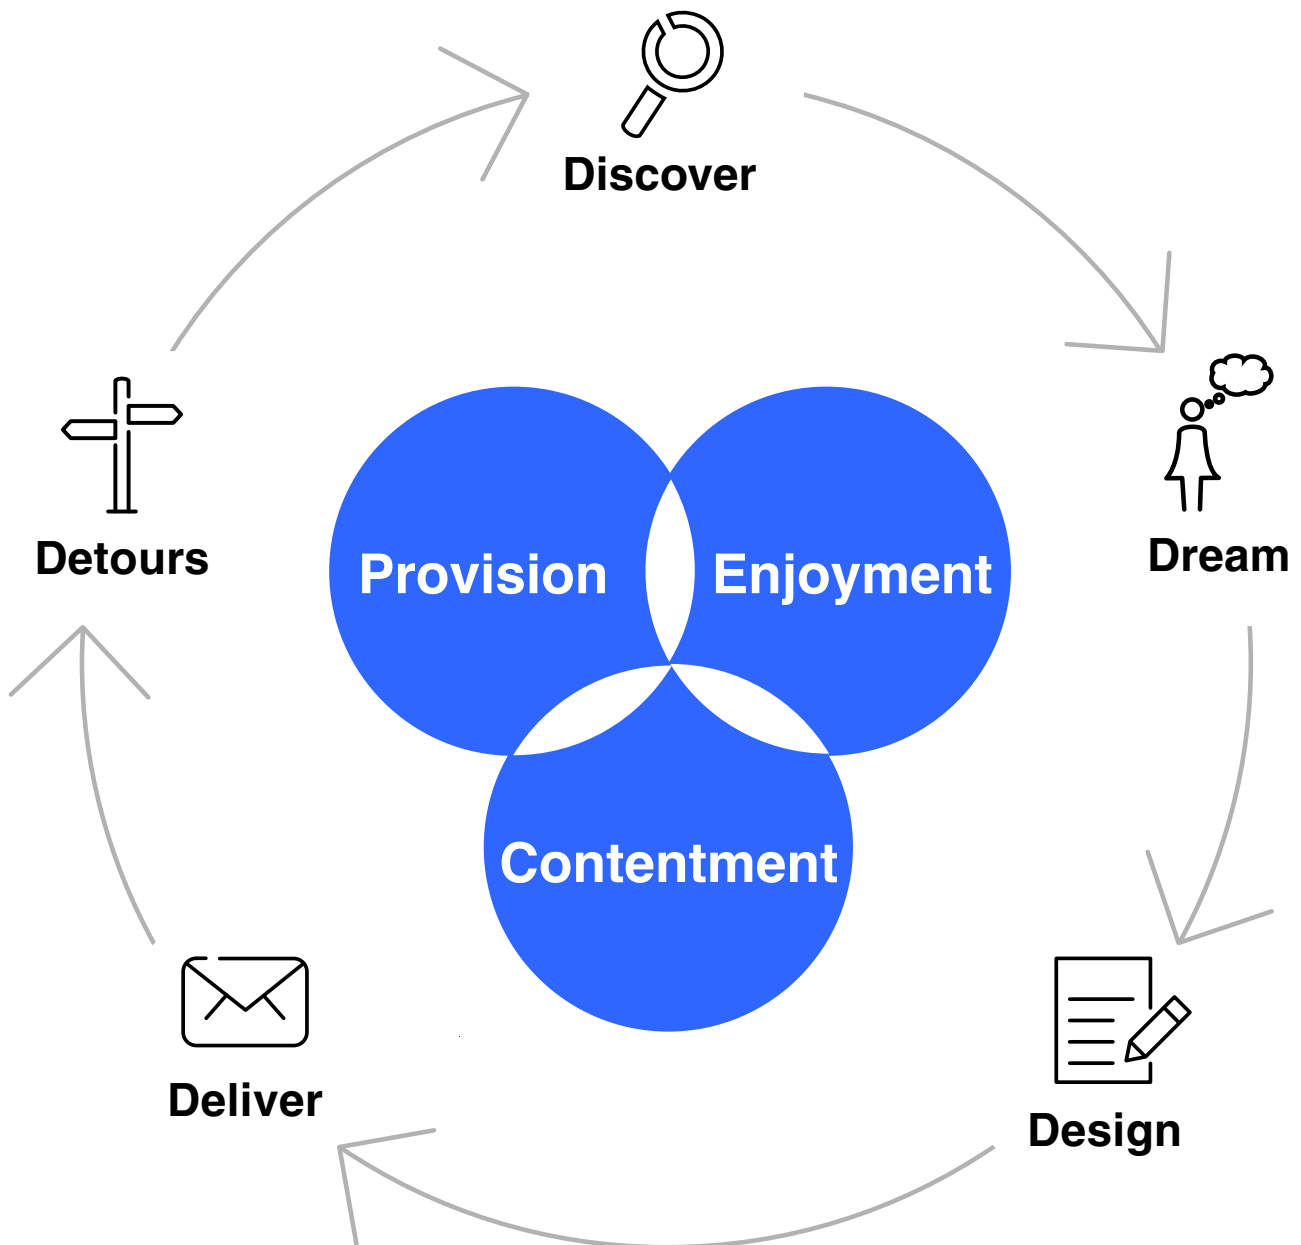 Discover
Detours
Dream
Provision
Enjoyment
Contentment
Deliver
Design